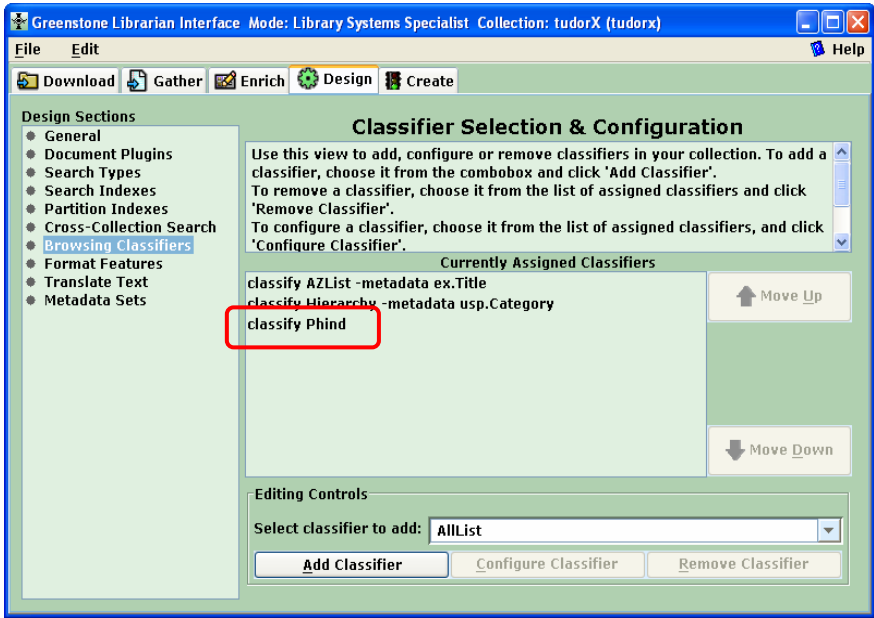 Greenstone Librarian Interface  Mode: Library Systems Specialist  Collection: tudorX (tudorx)
File Edit Help
Download Gather Enrich Design Create
Design Sections
General
Document Plugins
Search Types
Search Indexes
Partition Indexes
Cross-Collection Search
Browsing Classifiers
Format Features
Translate Text
Metadata Sets
Classifier Selection & Configuration
Use this view to add, configure or remove classifiers in your collection. To add a
classifier, choose it from the combobox and click 'Add Classifier'.
To remove a classifier, choose it from the list of assigned classifiers and click
'Remove Classifier'.
To configure a classifier, choose it from the list of assigned classifiers, and click
'Configure Classifier'.
Currently Assigned Classifiers
classify AZList -metadata ex.Title
classify Hierarchy -metadata usp.Category
classify Phind
Move Up
Move Down
Editing Controls
Select classifier to add: AllList
Add Classifier Configure Classifier Remove Classifier